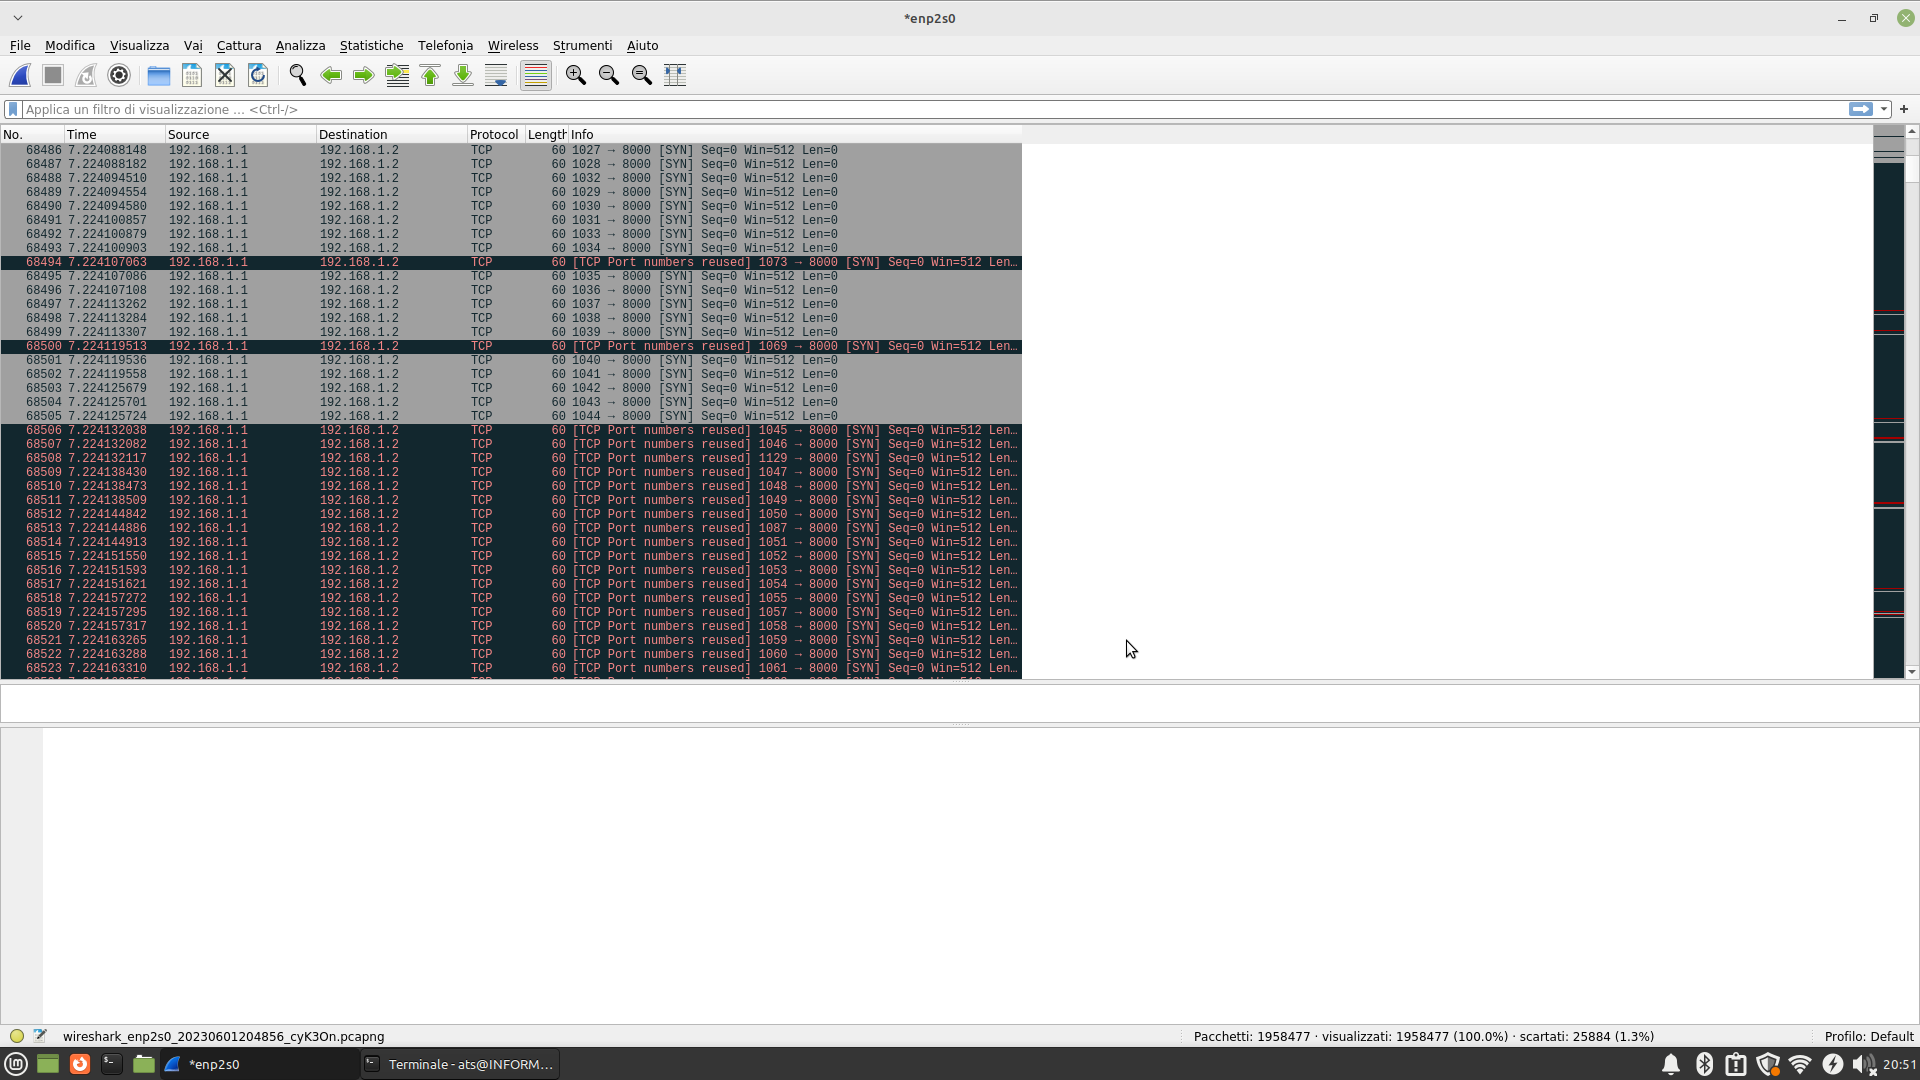 *enp2s0
File Modifica Visualizza Vai Cattura Analizza Statistiche Telefonia Wireless Strumenti Aiuto
Applica un filtro di visualizzazione ... <Ctrl-/>
No. Time Source Destination Protocol Length Info
68486 7.224088148 192.168.1.1 192.168.1.2 TCP 60 1027 → 8000 [SYN] Seq=0 Win=512 Len=0
68487 7.224088182 192.168.1.1 192.168.1.2 TCP 60 1028 → 8000 [SYN] Seq=0 Win=512 Len=0
68488 7.224094510 192.168.1.1 192.168.1.2 TCP 60 1032 → 8000 [SYN] Seq=0 Win=512 Len=0
68489 7.224094554 192.168.1.1 192.168.1.2 TCP 60 1029 → 8000 [SYN] Seq=0 Win=512 Len=0
68490 7.224094580 192.168.1.1 192.168.1.2 TCP 60 1030 → 8000 [SYN] Seq=0 Win=512 Len=0
68491 7.224100857 192.168.1.1 192.168.1.2 TCP 60 1031 → 8000 [SYN] Seq=0 Win=512 Len=0
68492 7.224100879 192.168.1.1 192.168.1.2 TCP 60 1033 → 8000 [SYN] Seq=0 Win=512 Len=0
68493 7.224100903 192.168.1.1 192.168.1.2 TCP 60 1034 → 8000 [SYN] Seq=0 Win=512 Len=0
68494 7.224107063 192.168.1.1 192.168.1.2 TCP 60 [TCP Port numbers reused] 1073 → 8000 [SYN] Seq=0 Win=512 Len…
68495 7.224107086 192.168.1.1 192.168.1.2 TCP 60 1035 → 8000 [SYN] Seq=0 Win=512 Len=0
68496 7.224107108 192.168.1.1 192.168.1.2 TCP 60 1036 → 8000 [SYN] Seq=0 Win=512 Len=0
68497 7.224113262 192.168.1.1 192.168.1.2 TCP 60 1037 → 8000 [SYN] Seq=0 Win=512 Len=0
68498 7.224113284 192.168.1.1 192.168.1.2 TCP 60 1038 → 8000 [SYN] Seq=0 Win=512 Len=0
68499 7.224113307 192.168.1.1 192.168.1.2 TCP 60 1039 → 8000 [SYN] Seq=0 Win=512 Len=0
68500 7.224119513 192.168.1.1 192.168.1.2 TCP 60 [TCP Port numbers reused] 1069 → 8000 [SYN] Seq=0 Win=512 Len…
68501 7.224119536 192.168.1.1 192.168.1.2 TCP 60 1040 → 8000 [SYN] Seq=0 Win=512 Len=0
68502 7.224119558 192.168.1.1 192.168.1.2 TCP 60 1041 → 8000 [SYN] Seq=0 Win=512 Len=0
68503 7.224125679 192.168.1.1 192.168.1.2 TCP 60 1042 → 8000 [SYN] Seq=0 Win=512 Len=0
68504 7.224125701 192.168.1.1 192.168.1.2 TCP 60 1043 → 8000 [SYN] Seq=0 Win=512 Len=0
68505 7.224125724 192.168.1.1 192.168.1.2 TCP 60 1044 → 8000 [SYN] Seq=0 Win=512 Len=0
68506 7.224132038 192.168.1.1 192.168.1.2 TCP 60 [TCP Port numbers reused] 1045 → 8000 [SYN] Seq=0 Win=512 Len…
68507 7.224132082 192.168.1.1 192.168.1.2 TCP 60 [TCP Port numbers reused] 1046 → 8000 [SYN] Seq=0 Win=512 Len…
68508 7.224132117 192.168.1.1 192.168.1.2 TCP 60 [TCP Port numbers reused] 1129 → 8000 [SYN] Seq=0 Win=512 Len…
68509 7.224138430 192.168.1.1 192.168.1.2 TCP 60 [TCP Port numbers reused] 1047 → 8000 [SYN] Seq=0 Win=512 Len…
68510 7.224138473 192.168.1.1 192.168.1.2 TCP 60 [TCP Port numbers reused] 1048 → 8000 [SYN] Seq=0 Win=512 Len…
68511 7.224138509 192.168.1.1 192.168.1.2 TCP 60 [TCP Port numbers reused] 1049 → 8000 [SYN] Seq=0 Win=512 Len…
68512 7.224144842 192.168.1.1 192.168.1.2 TCP 60 [TCP Port numbers reused] 1050 → 8000 [SYN] Seq=0 Win=512 Len…
68513 7.224144886 192.168.1.1 192.168.1.2 TCP 60 [TCP Port numbers reused] 1087 → 8000 [SYN] Seq=0 Win=512 Len…
68514 7.224144913 192.168.1.1 192.168.1.2 TCP 60 [TCP Port numbers reused] 1051 → 8000 [SYN] Seq=0 Win=512 Len…
68515 7.224151550 192.168.1.1 192.168.1.2 TCP 60 [TCP Port numbers reused] 1052 → 8000 [SYN] Seq=0 Win=512 Len…
68516 7.224151593 192.168.1.1 192.168.1.2 TCP 60 [TCP Port numbers reused] 1053 → 8000 [SYN] Seq=0 Win=512 Len…
68517 7.224151621 192.168.1.1 192.168.1.2 TCP 60 [TCP Port numbers reused] 1054 → 8000 [SYN] Seq=0 Win=512 Len…
68518 7.224157272 192.168.1.1 192.168.1.2 TCP 60 [TCP Port numbers reused] 1055 → 8000 [SYN] Seq=0 Win=512 Len…
68519 7.224157295 192.168.1.1 192.168.1.2 TCP 60 [TCP Port numbers reused] 1057 → 8000 [SYN] Seq=0 Win=512 Len…
68520 7.224157317 192.168.1.1 192.168.1.2 TCP 60 [TCP Port numbers reused] 1058 → 8000 [SYN] Seq=0 Win=512 Len…
68521 7.224163265 192.168.1.1 192.168.1.2 TCP 60 [TCP Port numbers reused] 1059 → 8000 [SYN] Seq=0 Win=512 Len…
68522 7.224163288 192.168.1.1 192.168.1.2 TCP 60 [TCP Port numbers reused] 1060 → 8000 [SYN] Seq=0 Win=512 Len…
68523 7.224163310 192.168.1.1 192.168.1.2 TCP 60 [TCP Port numbers reused] 1061 → 8000 [SYN] Seq=0 Win=512 Len…
wireshark_enp2s0_20230601204856_cyK3On.pcapng Pacchetti: 1958477 · visualizzati: 1958477 (100.0%) · scartati: 25884 (1.3%) Profilo: Default
*enp2s0 Terminale - ats@INFORM… 20:51